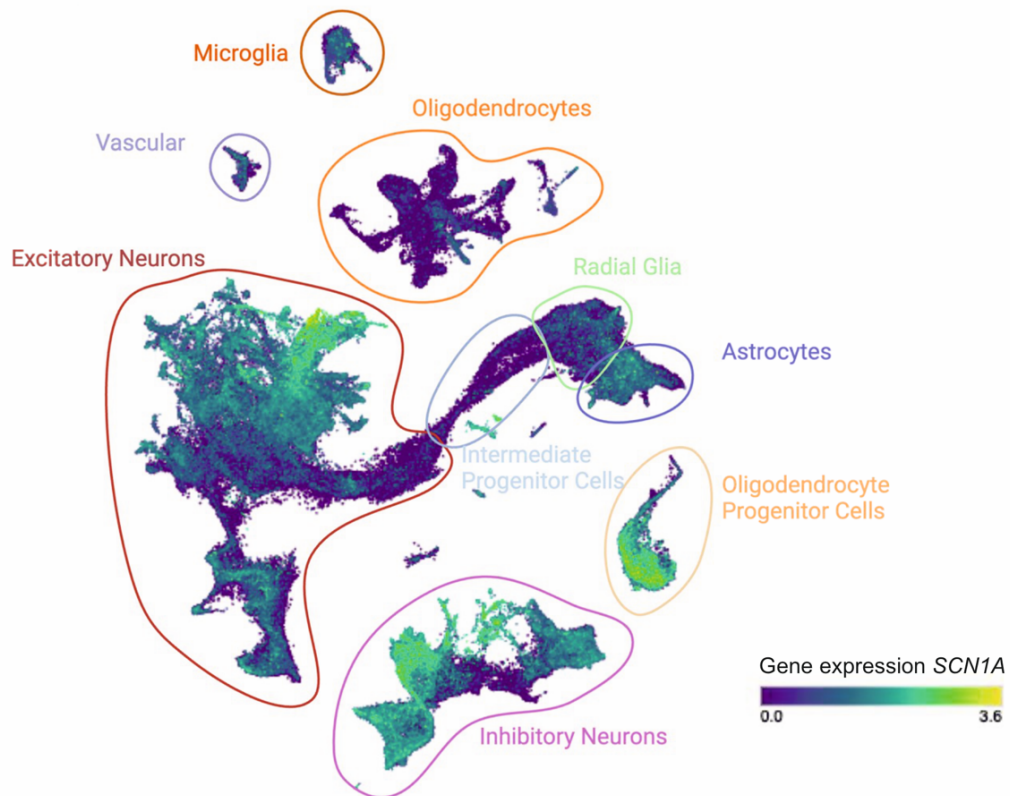 Microglia
Oligodendrocytes
Vascular
Excitatory Neurons
Radial Glia
Astrocytes
Intermediate
Progenitor Cells
Oligodendrocyte
Progenitor Cells
Gene expression SCN1A
0.0 3.6
Inhibitory Neurons